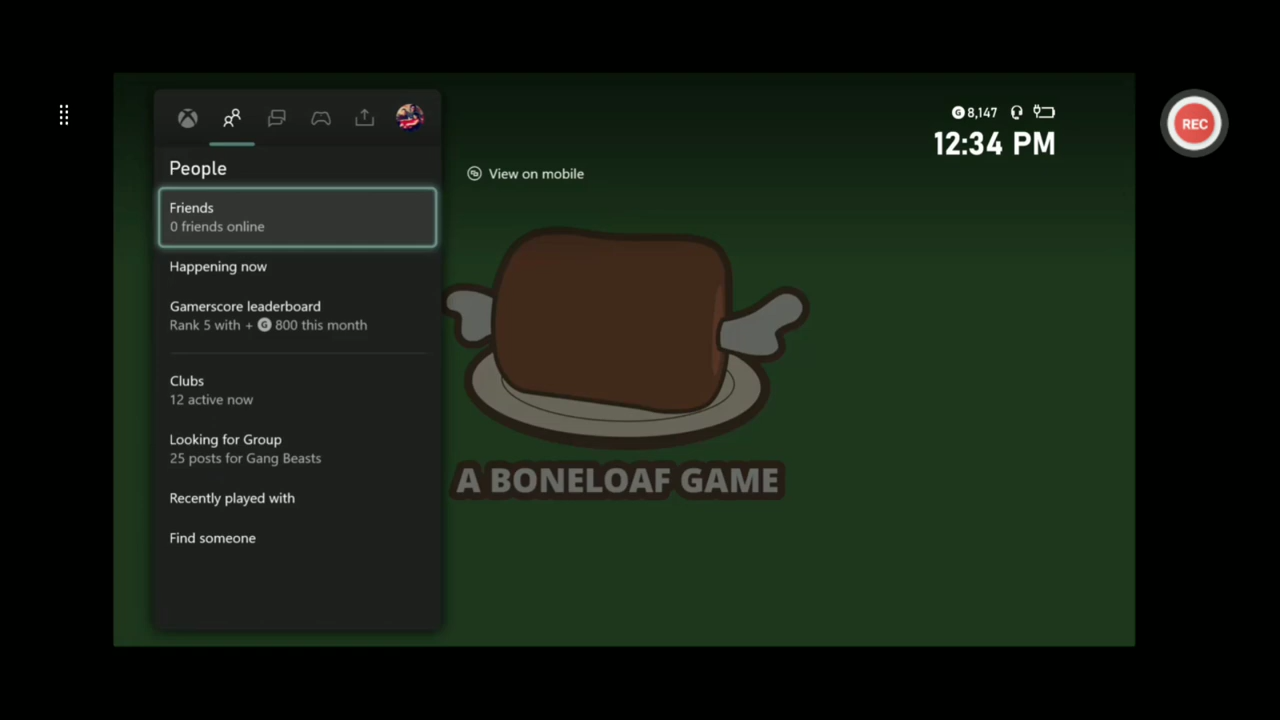 G 8,147
12:34 PM
REC
People
View on mobile
Friends
0 friends online
Happening now
Gamerscore leaderboard
Rank 5 with + G 800 this month
Clubs
12 active now
Looking for Group
25 posts for Gang Beasts
Recently played with
Find someone
A BONELOAF GAME